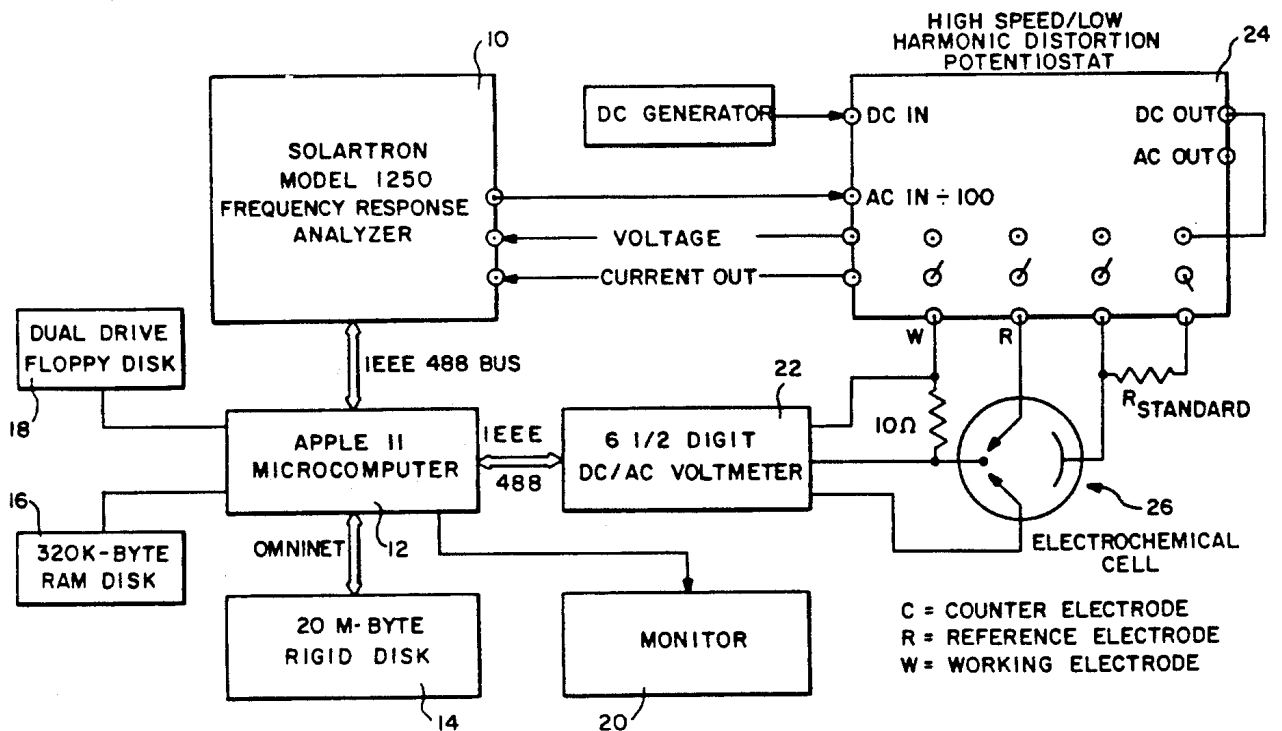 HIGH SPEED/LOW
HARMONIC DISTORTION
POTENTIOSTAT
10
24
SOLARTRON
MODEL 1250
FREQUENCY RESPONSE
ANALYZER
DC GENERATOR
DC IN
DC OUT
AC OUT
AC IN ÷ 100
VOLTAGE
CURRENT OUT
W
R
DUAL DRIVE
FLOPPY DISK
18
IEEE 488 BUS
22
10Ω
R STANDARD
APPLE II
MICROCOMPUTER
IEEE
488
6 1/2 DIGIT
DC/AC VOLTMETER
16
320K-BYTE
RAM DISK
OMNINET
12
26
ELECTROCHEMICAL
CELL
20 M-BYTE
RIGID DISK
14
MONITOR
20
C = COUNTER ELECTRODE
R = REFERENCE ELECTRODE
W = WORKING ELECTRODE